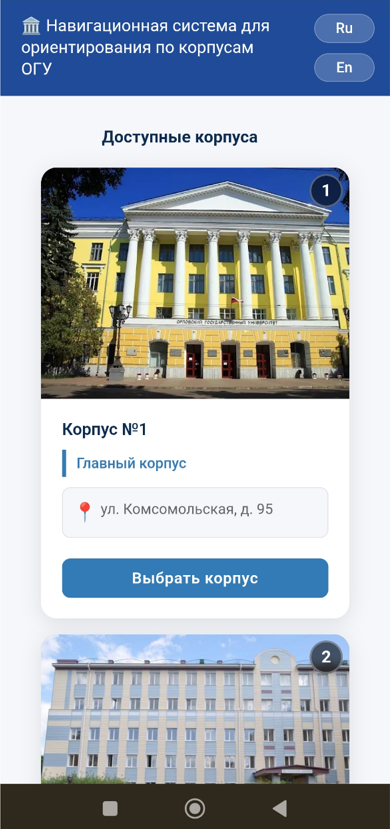 🏛️ Навигационная система для
ориентирования по корпусам
ОГУ
Ru
En
Доступные корпуса
1
ОРЛОВСКИЙ ГОСУДАРСТВЕННЫЙ УНИВЕРСИТЕТ
Корпус №1
Главный корпус
📍 ул. Комсомольская, д. 95
Выбрать корпус
2